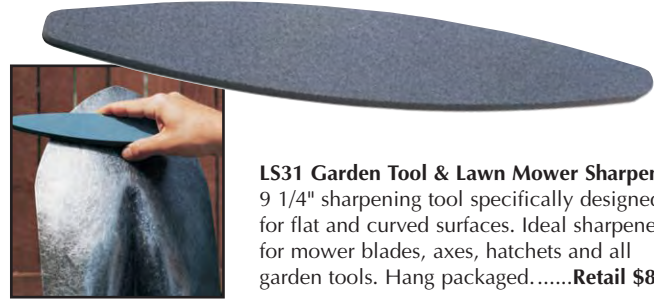 LS31 Garden Tool & Lawn Mower Sharpen
9 1/4" sharpening tool specifically designed
for flat and curved surfaces. Ideal sharpene
for mower blades, axes, hatchets and all
garden tools. Hang packaged.......Retail $8